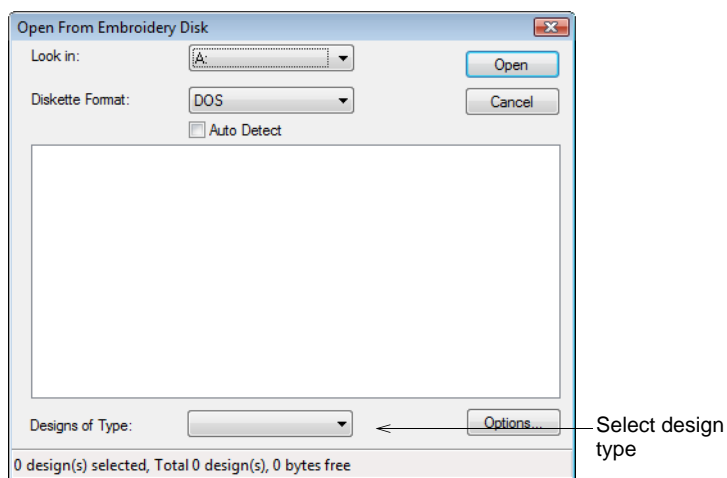 Open From Embroidery Disk
Look in: A: Open
Diskette Format: DOS Cancel
Auto Detect
Designs of Type: Options... Select design
type
0 design(s) selected, Total 0 design(s), 0 bytes free